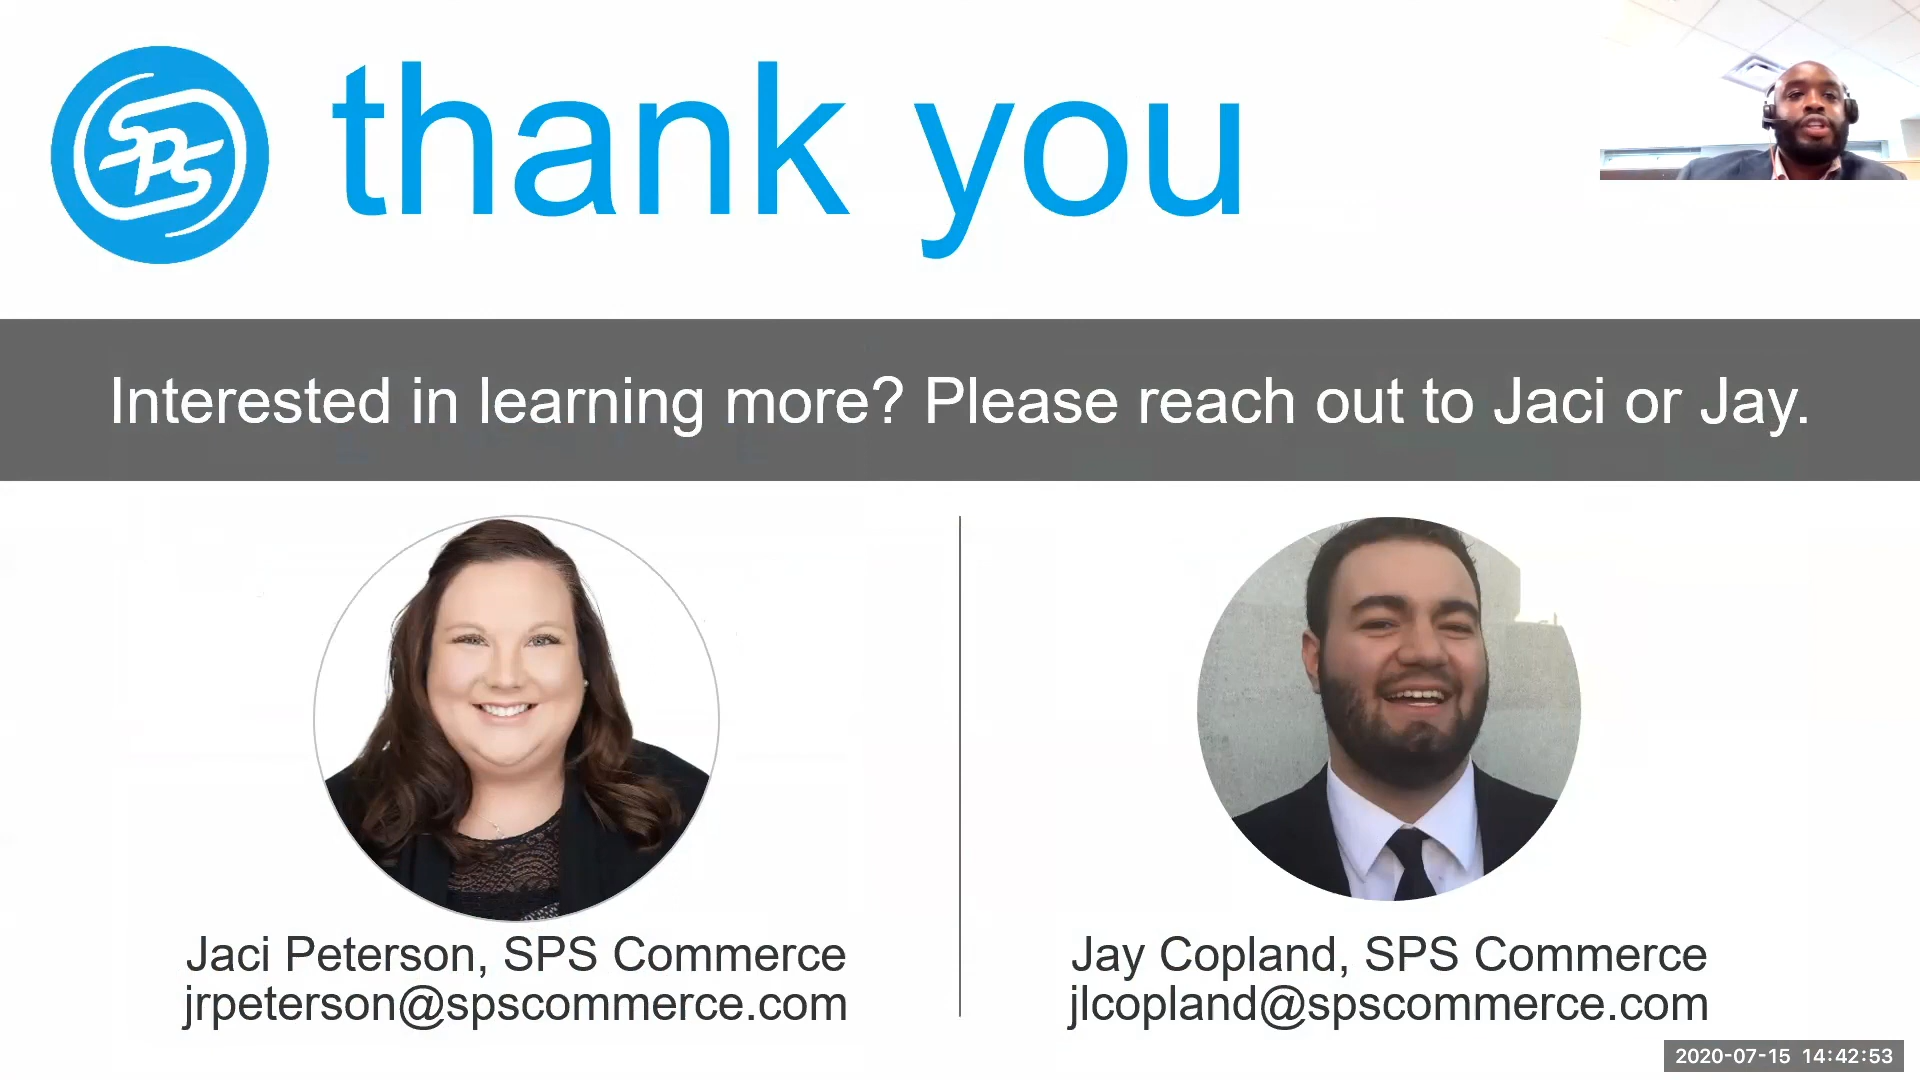 SPS
thank you
Interested in learning more? Please reach out to Jaci or Jay.
Jaci Peterson, SPS Commerce
jrpeterson@spscommerce.com
Jay Copland, SPS Commerce
jlcopland@spscommerce.com
2020-07-15 14:42:53